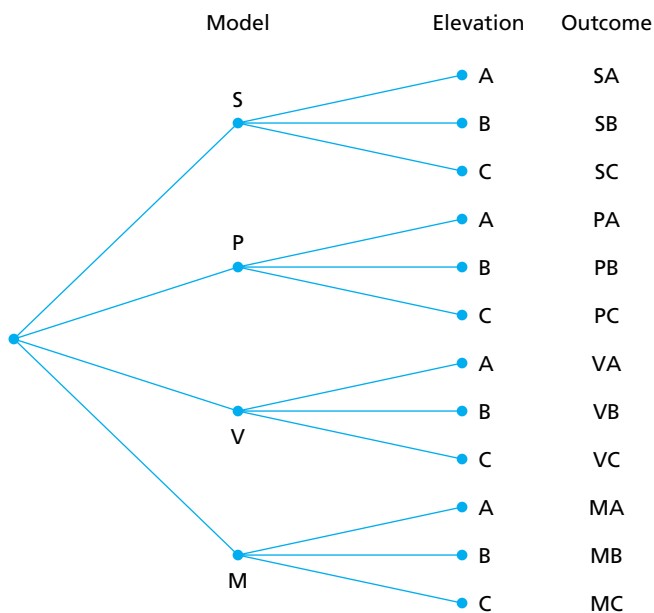 Model Elevation Outcome
A SA
S
B SB
C SC
A PA
P
B PB
C PC
A VA
B VB
V
C VC
A MA
B MB
M
C MC